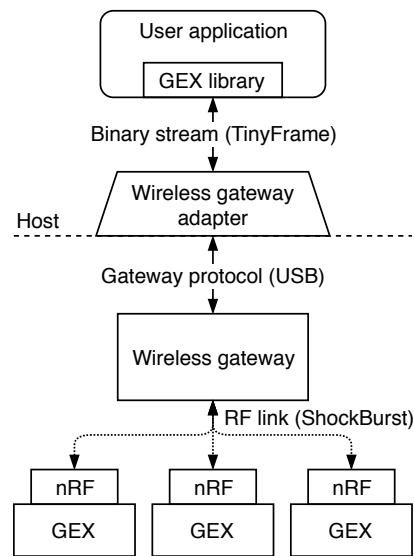 User application
GEX library
Binary stream (TinyFrame)
Wireless gateway
adapter
Host
Gateway protocol (USB)
Wireless gateway
RF link (ShockBurst)
nRF nRF nRF
GEX GEX GEX